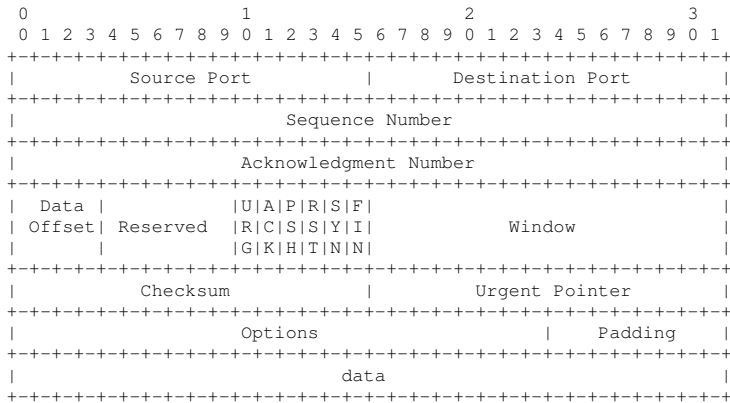 0                   1                   2                   3
 0 1 2 3 4 5 6 7 8 9 0 1 2 3 4 5 6 7 8 9 0 1 2 3 4 5 6 7 8 9 0 1
+-+-+-+-+-+-+-+-+-+-+-+-+-+-+-+-+-+-+-+-+-+-+-+-+-+-+-+-+-+-+-+-+
|          Source Port          |       Destination Port        |
+-+-+-+-+-+-+-+-+-+-+-+-+-+-+-+-+-+-+-+-+-+-+-+-+-+-+-+-+-+-+-+-+
|                        Sequence Number                        |
+-+-+-+-+-+-+-+-+-+-+-+-+-+-+-+-+-+-+-+-+-+-+-+-+-+-+-+-+-+-+-+-+
|                    Acknowledgment Number                      |
+-+-+-+-+-+-+-+-+-+-+-+-+-+-+-+-+-+-+-+-+-+-+-+-+-+-+-+-+-+-+-+-+
|  Data |           |U|A|P|R|S|F|                               |
| Offset| Reserved  |R|C|S|S|Y|I|            Window             |
|       |           |G|K|H|T|N|N|                               |
+-+-+-+-+-+-+-+-+-+-+-+-+-+-+-+-+-+-+-+-+-+-+-+-+-+-+-+-+-+-+-+-+
|           Checksum            |         Urgent Pointer        |
+-+-+-+-+-+-+-+-+-+-+-+-+-+-+-+-+-+-+-+-+-+-+-+-+-+-+-+-+-+-+-+-+
|                    Options                    |    Padding    |
+-+-+-+-+-+-+-+-+-+-+-+-+-+-+-+-+-+-+-+-+-+-+-+-+-+-+-+-+-+-+-+-+
|                             data                              |
+-+-+-+-+-+-+-+-+-+-+-+-+-+-+-+-+-+-+-+-+-+-+-+-+-+-+-+-+-+-+-+-+